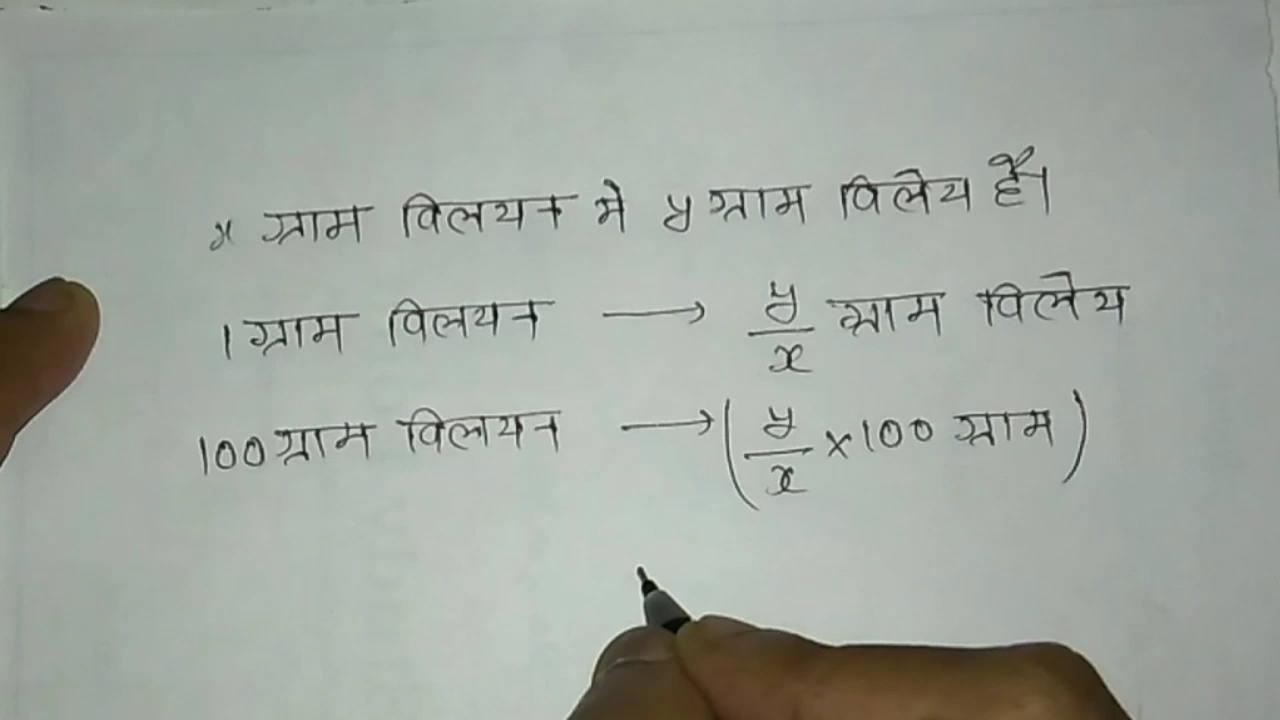 x ग्राम विलयन मे y ग्राम विलेय है।
1 ग्राम विलयन → y/x ग्राम विलेय
100 ग्राम विलयन → (y/x × 100 ग्राम)